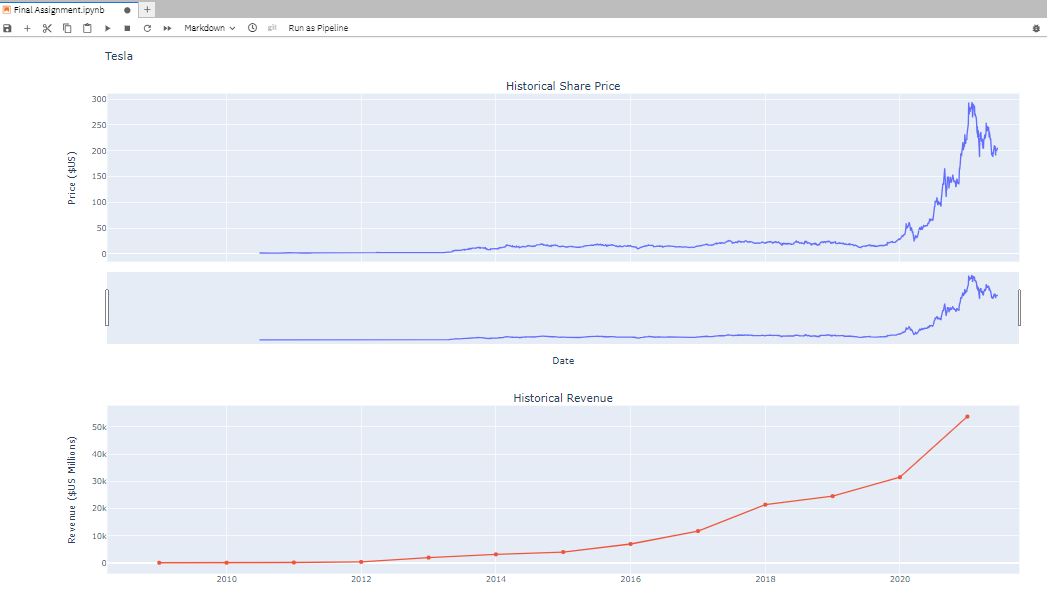 Final Assignment.ipynb
Markdown git Run as Pipeline
Tesla
Historical Share Price
Price ($US)
300
250
200
150
100
50
0
Date
Historical Revenue
Revenue ($US Millions)
50k
40k
30k
20k
10k
0
2010 2012 2014 2016 2018 2020